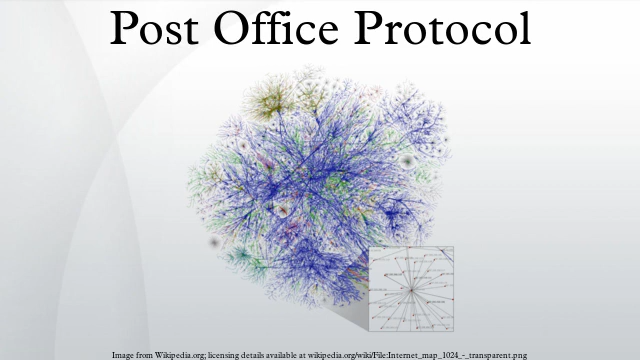 Post Office Protocol
Image from Wikipedia.org; licensing details available at wikipedia.org/wiki/File:Internet_map_1024_-_transparent.png